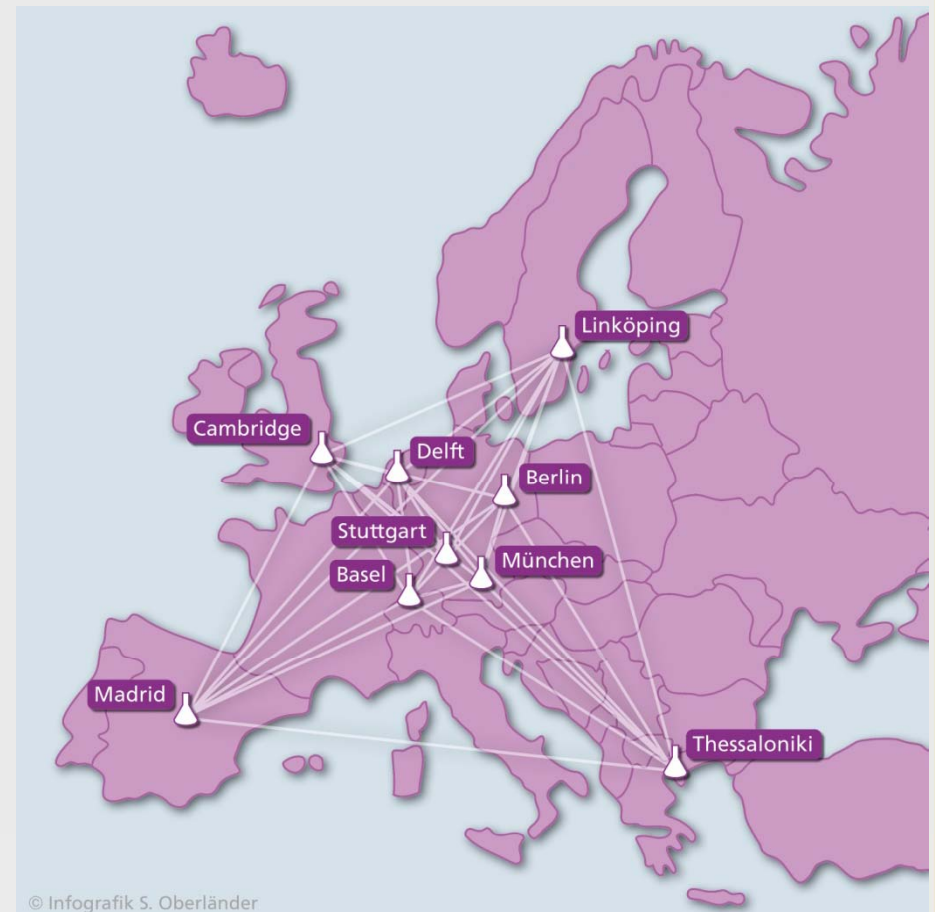 Linköping
Cambridge
Delft
Berlin
Stuttgart
München
Basel
Madrid
Thessaloniki
© Infografik S. Oberländer